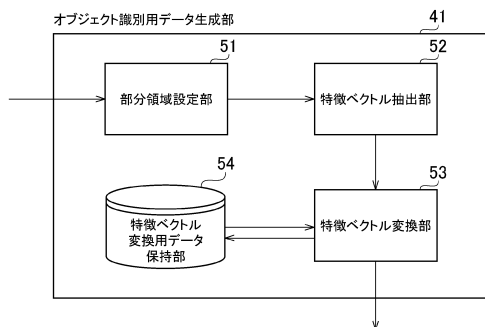 オブジェクト識別用データ生成部
41
51
52
部分領域設定部
特徴ベクトル抽出部
54
53
特徴ベクトル
変換用データ
保持部
特徴ベクトル変換部